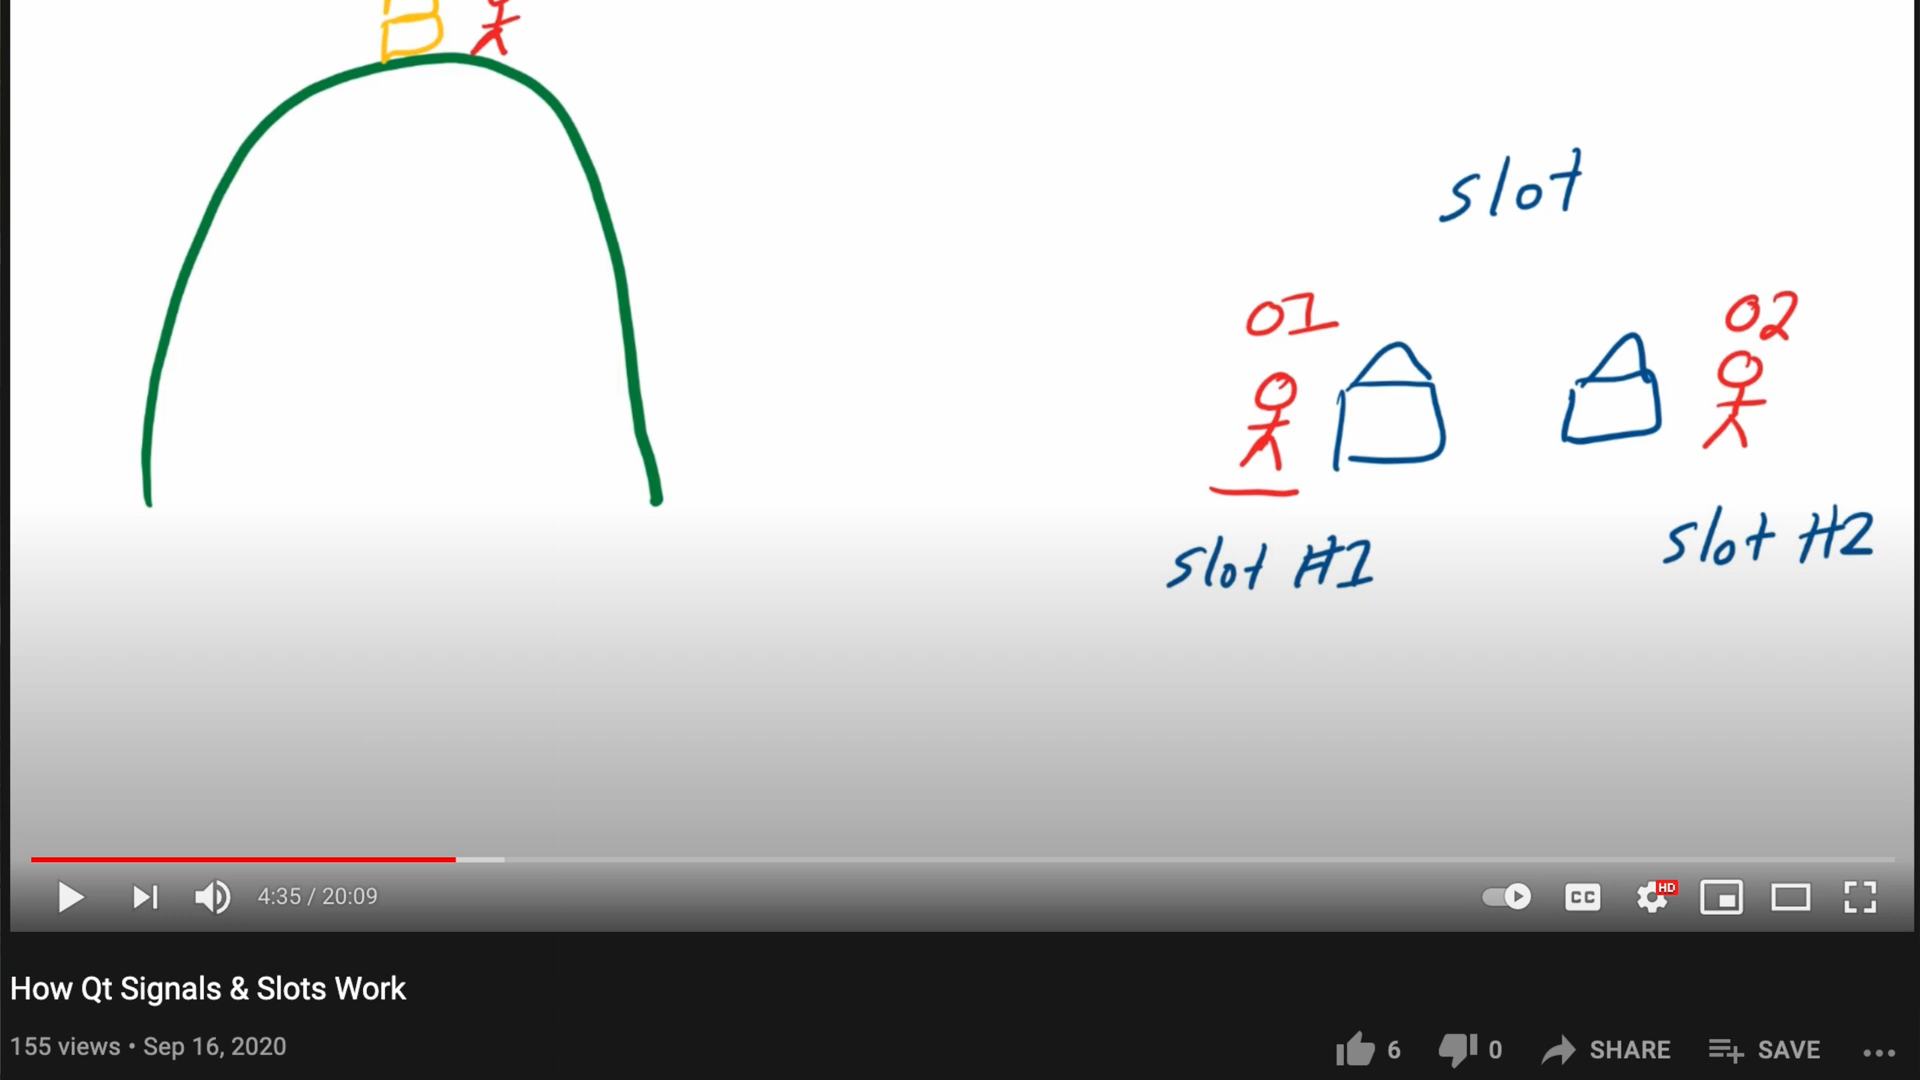 B
slot
O1
O2
slot #1
slot #2
4:35 / 20:09
CC
HD
How Qt Signals & Slots Work
155 views • Sep 16, 2020
6
0
SHARE
SAVE